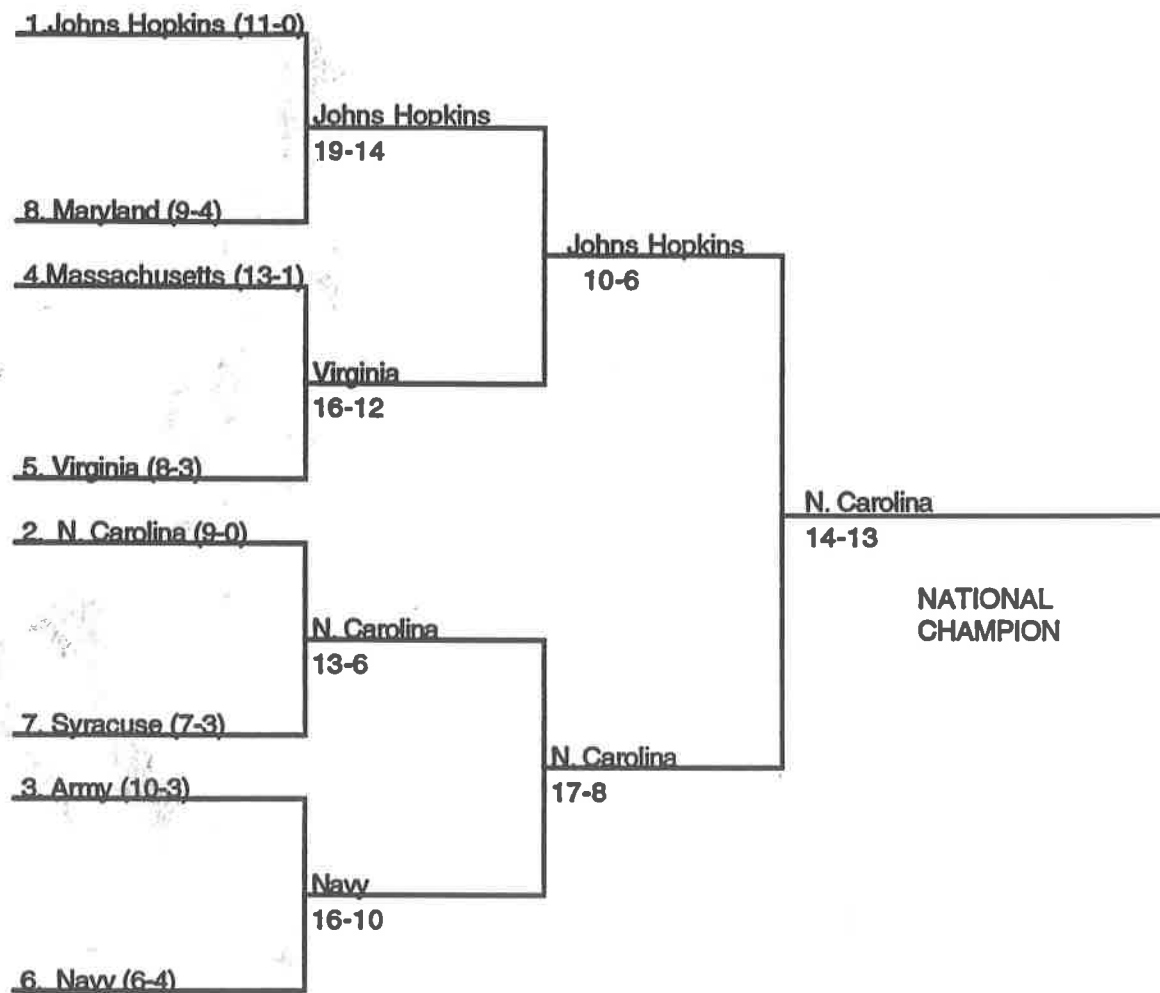 1.Johns Hopkins (11-0)
Johns Hopkins
19-14
8. Maryland (9-4)
Johns Hopkins
10-6
4.Massachusetts (13-1)
Virginia
16-12
5. Virginia (8-3)
N. Carolina
14-13
2. N. Carolina (9-0)
NATIONAL
CHAMPION
N. Carolina
13-6
7. Syracuse (7-3)
N. Carolina
17-8
3. Army (10-3)
Navy
16-10
6. Navy (6-4)